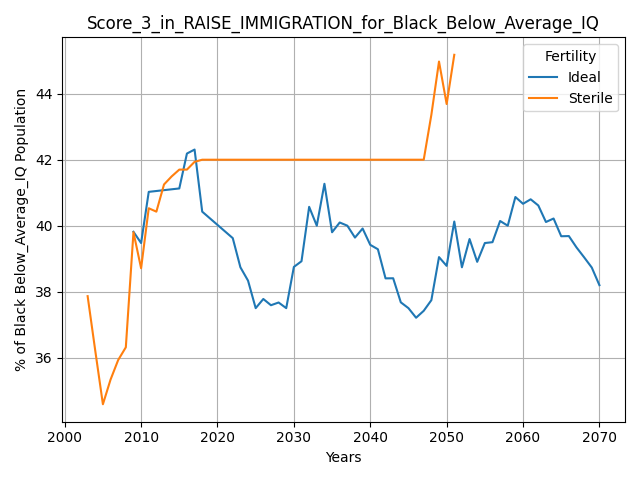 Score_3_in_RAISE_IMMIGRATION_for_Black_Below_Average_IQ
% of Black Below_Average_IQ Population
44
42
40
38
36
Fertility
Ideal
Sterile
2000 2010 2020 2030 2040 2050 2060 2070
Years